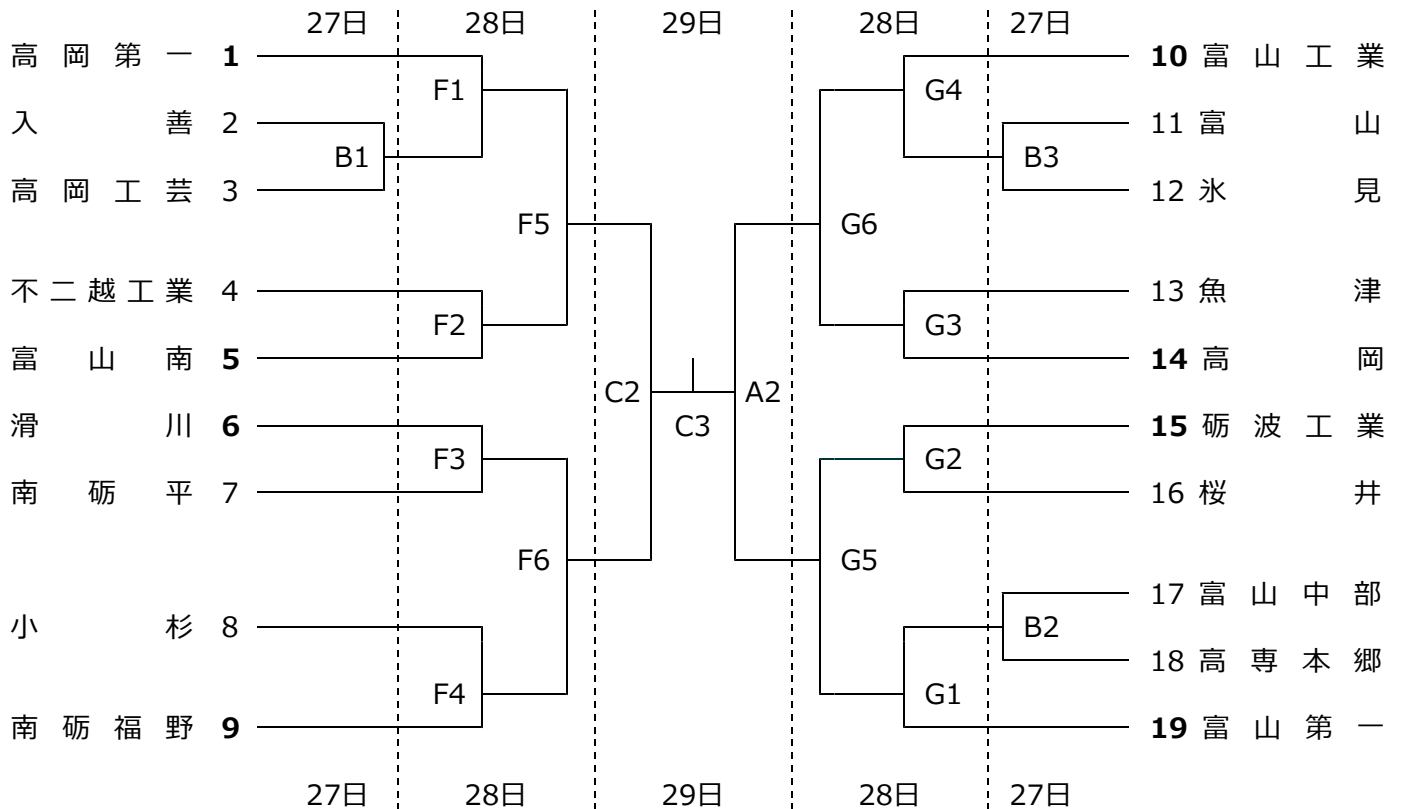 27日 28日 29日 28日 27日
高岡第一 1 10 富山工業
F1 G4
入善 2 11 富山
B1 B3
高岡工芸 3 12 氷見
F5 G6
不二越工業 4 13 魚津
F2 G3
富山南 5 14 高岡
C2 A2
滑川 6 C3 15 砺波工業
F3 G2
南砺平 7 16 桜井
F6 G5
17 富山中部
小杉 8 B2
18 高専本郷
F4 G1
南砺福野 9 19 富山第一
27日 28日 29日 28日 27日